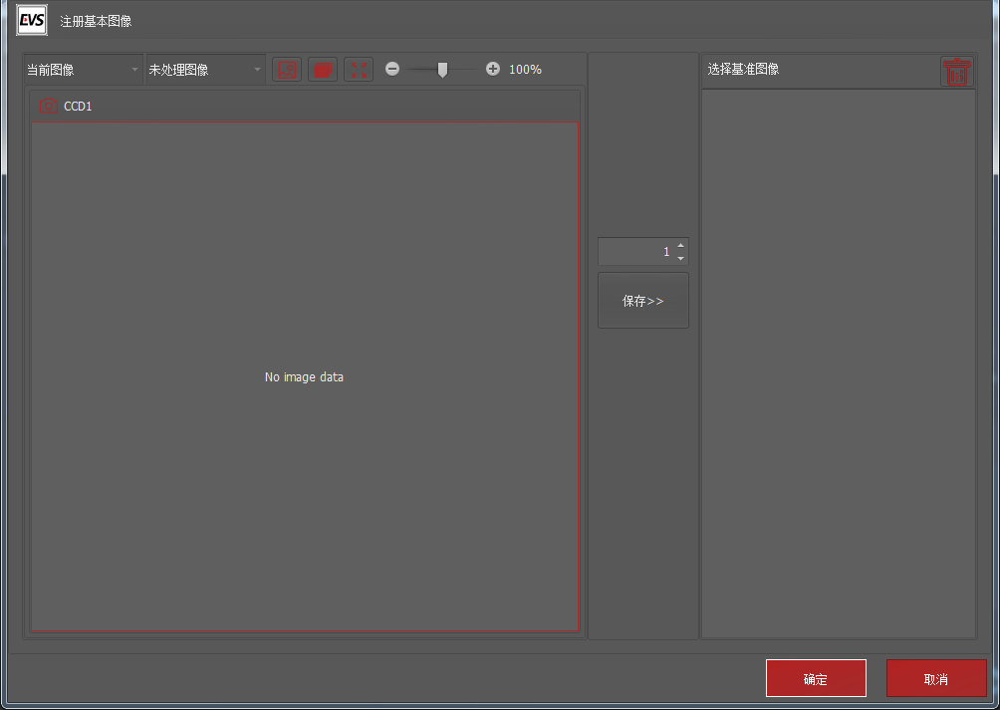 EVS 注册基本图像
当前图像 未处理图像 100% 选择基准图像
CCD1
1
保存>>
No image data
确定 取消